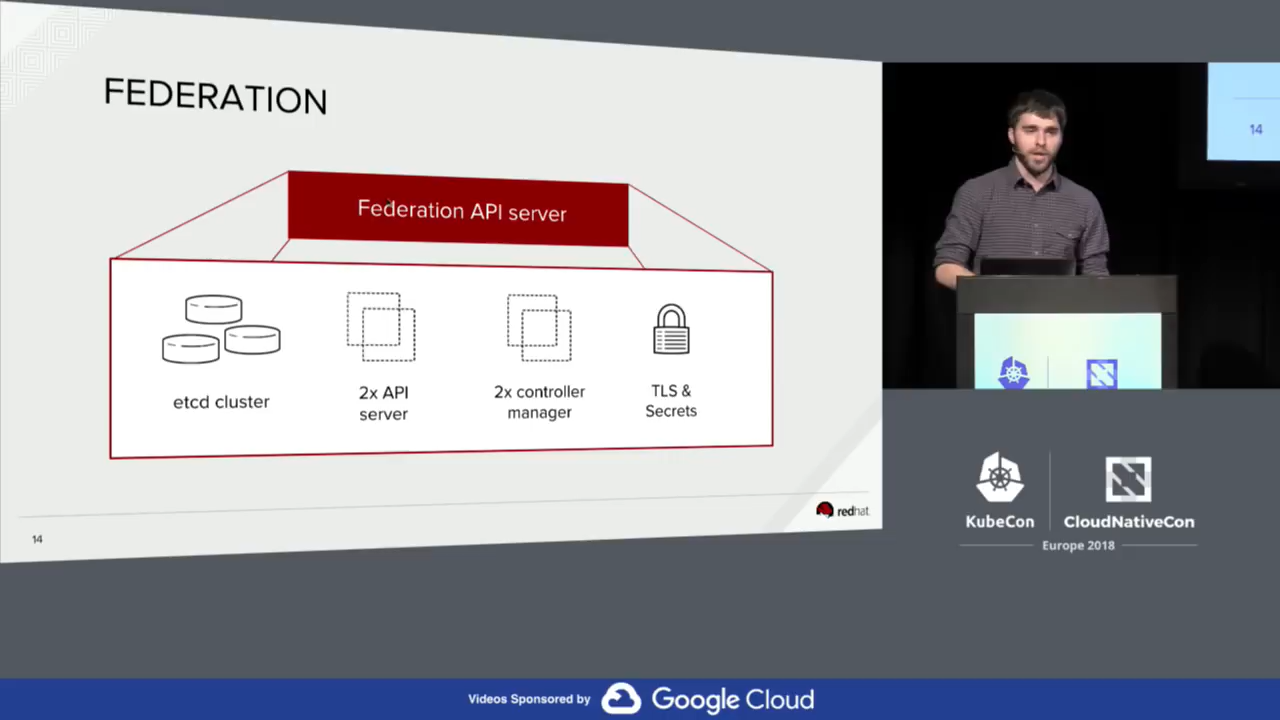 FEDERATION
Federation API server
etcd cluster
2x API
server
2x controller
manager
TLS &
Secrets
14
redhat
14
KubeCon
CloudNativeCon
Europe 2018
Videos Sponsored by
Google Cloud